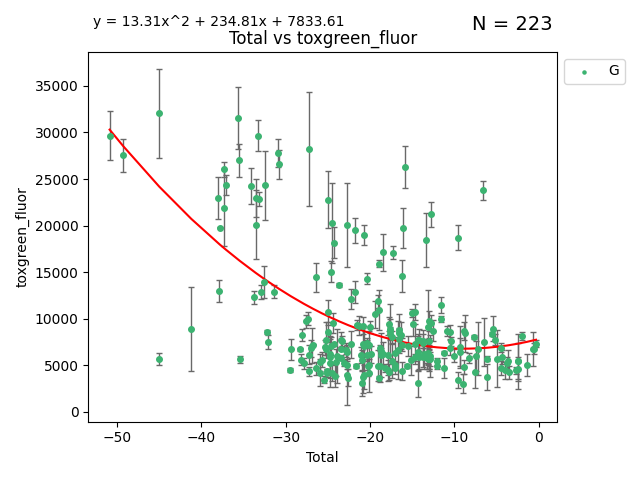 y = 13.31x^2 + 234.81x + 7833.61
N = 223
Total vs toxgreen_fluor
G
toxgreen_fluor
35000
30000
25000
20000
15000
10000
5000
0
−50 −40 −30 −20 −10 0
Total